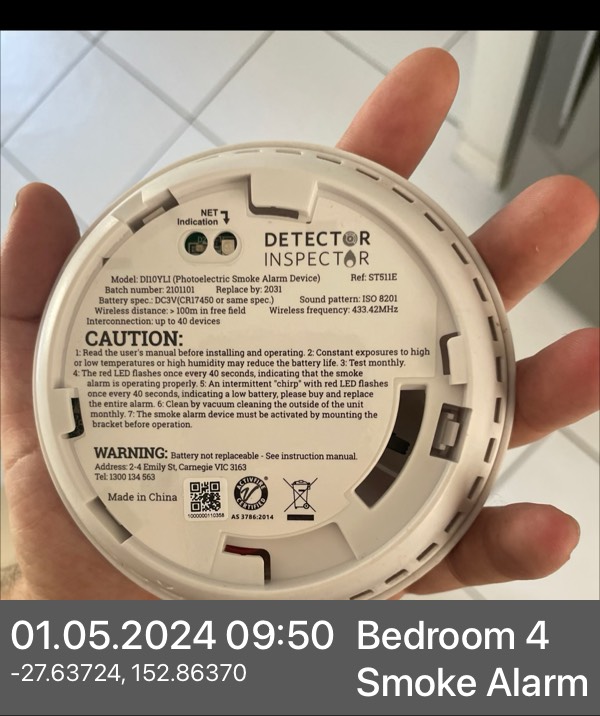 NET
Indication
DETECTOR
INSPECTOR
Model: DI10YLI (Photoelectric Smoke Alarm Device) Ref: ST511E
Batch number: 2101101 Replace by: 2031
Battery spec.: DC3V(CR17450 or same spec.) Sound pattern: ISO 8201
Wireless distance: > 100m in free field Wireless frequency: 433.42MHz
Interconnection: up to 40 devices
CAUTION:
1: Read the user's manual before installing and operating. 2: Constant exposures to high
or low temperatures or high humidity may reduce the battery life. 3: Test monthly.
4: The red LED flashes once every 40 seconds, indicating that the smoke
alarm is operating properly. 5: An intermittent "chirp" with red LED flashes
once every 40 seconds, indicating a low battery, please buy and replace
the entire alarm. 6: Clean by vacuum cleaning the outside of the unit
monthly. 7: The smoke alarm device must be activated by mounting the
bracket before operation.
WARNING: Battery not replaceable - See instruction manual.
Address: 2-4 Emily St, Carnegie VIC 3163
Tel: 1300 134 563
Made in China
1000000110358
ACTIVFIRE
CERTIFIED
AS 3786:2014
01.05.2024 09:50
-27.63724, 152.86370
Bedroom 4
Smoke Alarm